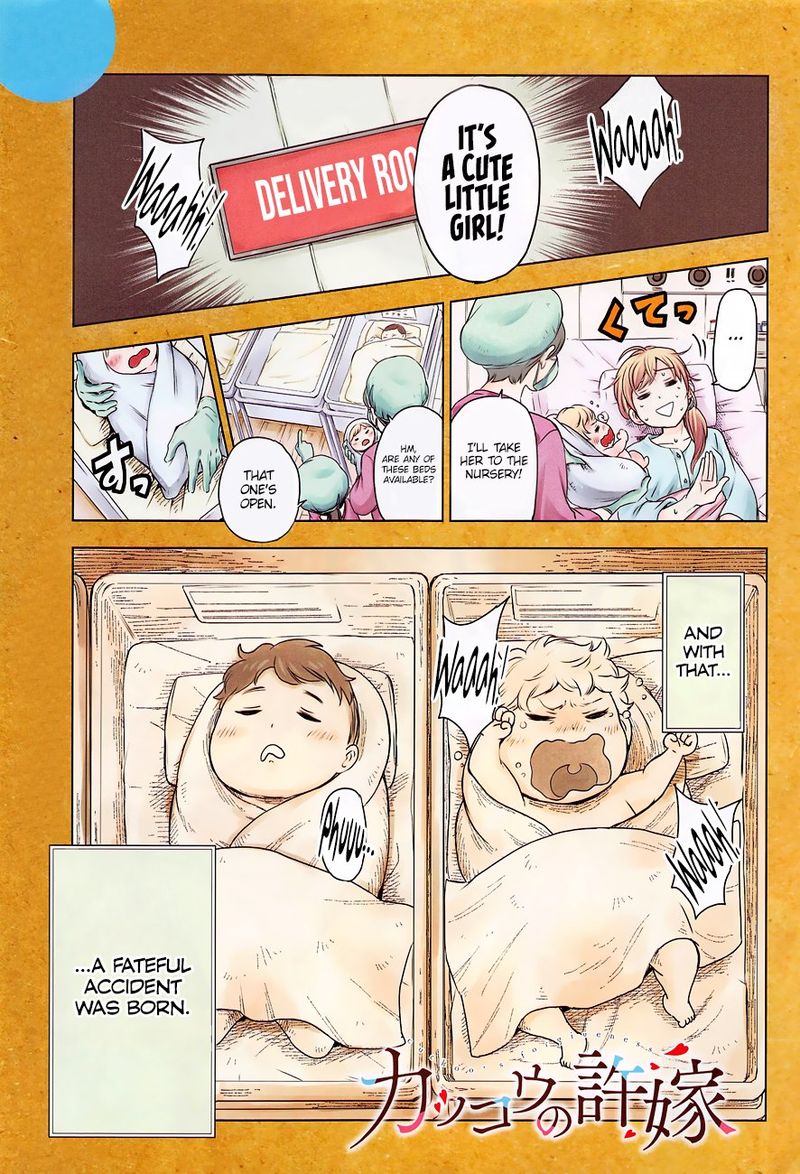 Waaaah!
IT'S
A CUTE
LITTLE
GIRL!
DELIVERY ROO
Waaahh!
!!
...
くてっ
I'LL TAKE
HER TO THE
NURSERY!
HM,
ARE ANY OF
THESE BEDS
AVAILABLE?
THAT
ONE'S
OPEN.
すっ
AND
WITH
THAT...
Waaah!
Waaah!
Phuuu...
...A FATEFUL
ACCIDENT
WAS BORN.
カッコウの許嫁